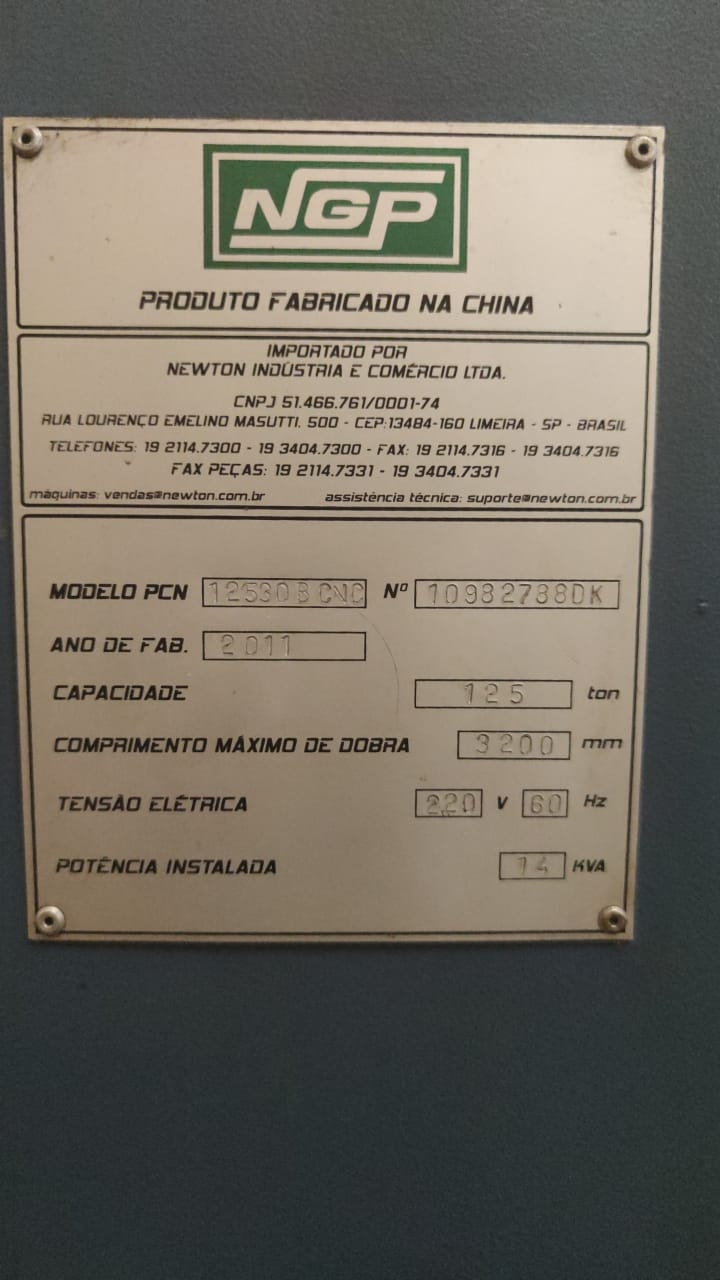 NGP
PRODUTO FABRICADO NA CHINA
IMPORTADO POR
NEWTON INDÚSTRIA E COMÉRCIO LTDA.
CNPJ 51.466.761/0001-74
RUA LOURENÇO EMELINO MASUTTI, 500 - CEP:13484-160 LIMEIRA - SP - BRASIL
TELEFONES: 19 2114.7300 - 19 3404.7300 - FAX: 19 2114.7316 - 19 3404.7316
FAX PEÇAS: 19 2114.7331 - 19 3404.7331
máquinas: vendas@newton.com.br assistência técnica: suporte@newton.com.br
MODELO PCN 12530B CNC Nº 10982788DK
ANO DE FAB. 2011
CAPACIDADE 125 ton
COMPRIMENTO MÁXIMO DE DOBRA 3200 mm
TENSÃO ELÉTRICA 220 V 60 Hz
POTÊNCIA INSTALADA 14 KVA